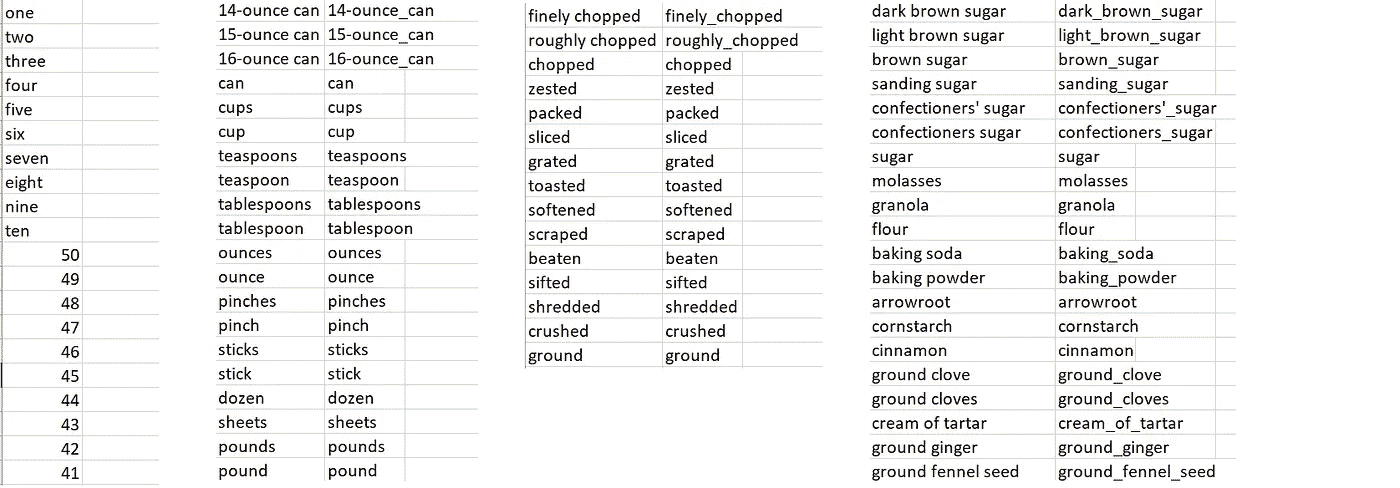 one
two
three
four
five
six
seven
eight
nine
ten
50
49
48
47
46
45
44
43
42
41
14-ounce can 14-ounce_can
15-ounce can 15-ounce_can
16-ounce can 16-ounce_can
can can
cups cups
cup cup
teaspoons teaspoons
teaspoon teaspoon
tablespoons tablespoons
tablespoon tablespoon
ounces ounces
ounce ounce
pinches pinches
pinch pinch
sticks sticks
stick stick
dozen dozen
sheets sheets
pounds pounds
pound pound
finely chopped finely_chopped
roughly chopped roughly_chopped
chopped chopped
zested zested
packed packed
sliced sliced
grated grated
toasted toasted
softened softened
scraped scraped
beaten beaten
sifted sifted
shredded shredded
crushed crushed
ground ground
dark brown sugar dark_brown_sugar
light brown sugar light_brown_sugar
brown sugar brown_sugar
sanding sugar sanding_sugar
confectioners' sugar confectioners'_sugar
confectioners sugar confectioners_sugar
sugar sugar
molasses molasses
granola granola
flour flour
baking soda baking_soda
baking powder baking_powder
arrowroot arrowroot
cornstarch cornstarch
cinnamon cinnamon
ground clove ground_clove
ground cloves ground_cloves
cream of tartar cream_of_tartar
ground ginger ground_ginger
ground fennel seed ground_fennel_seed